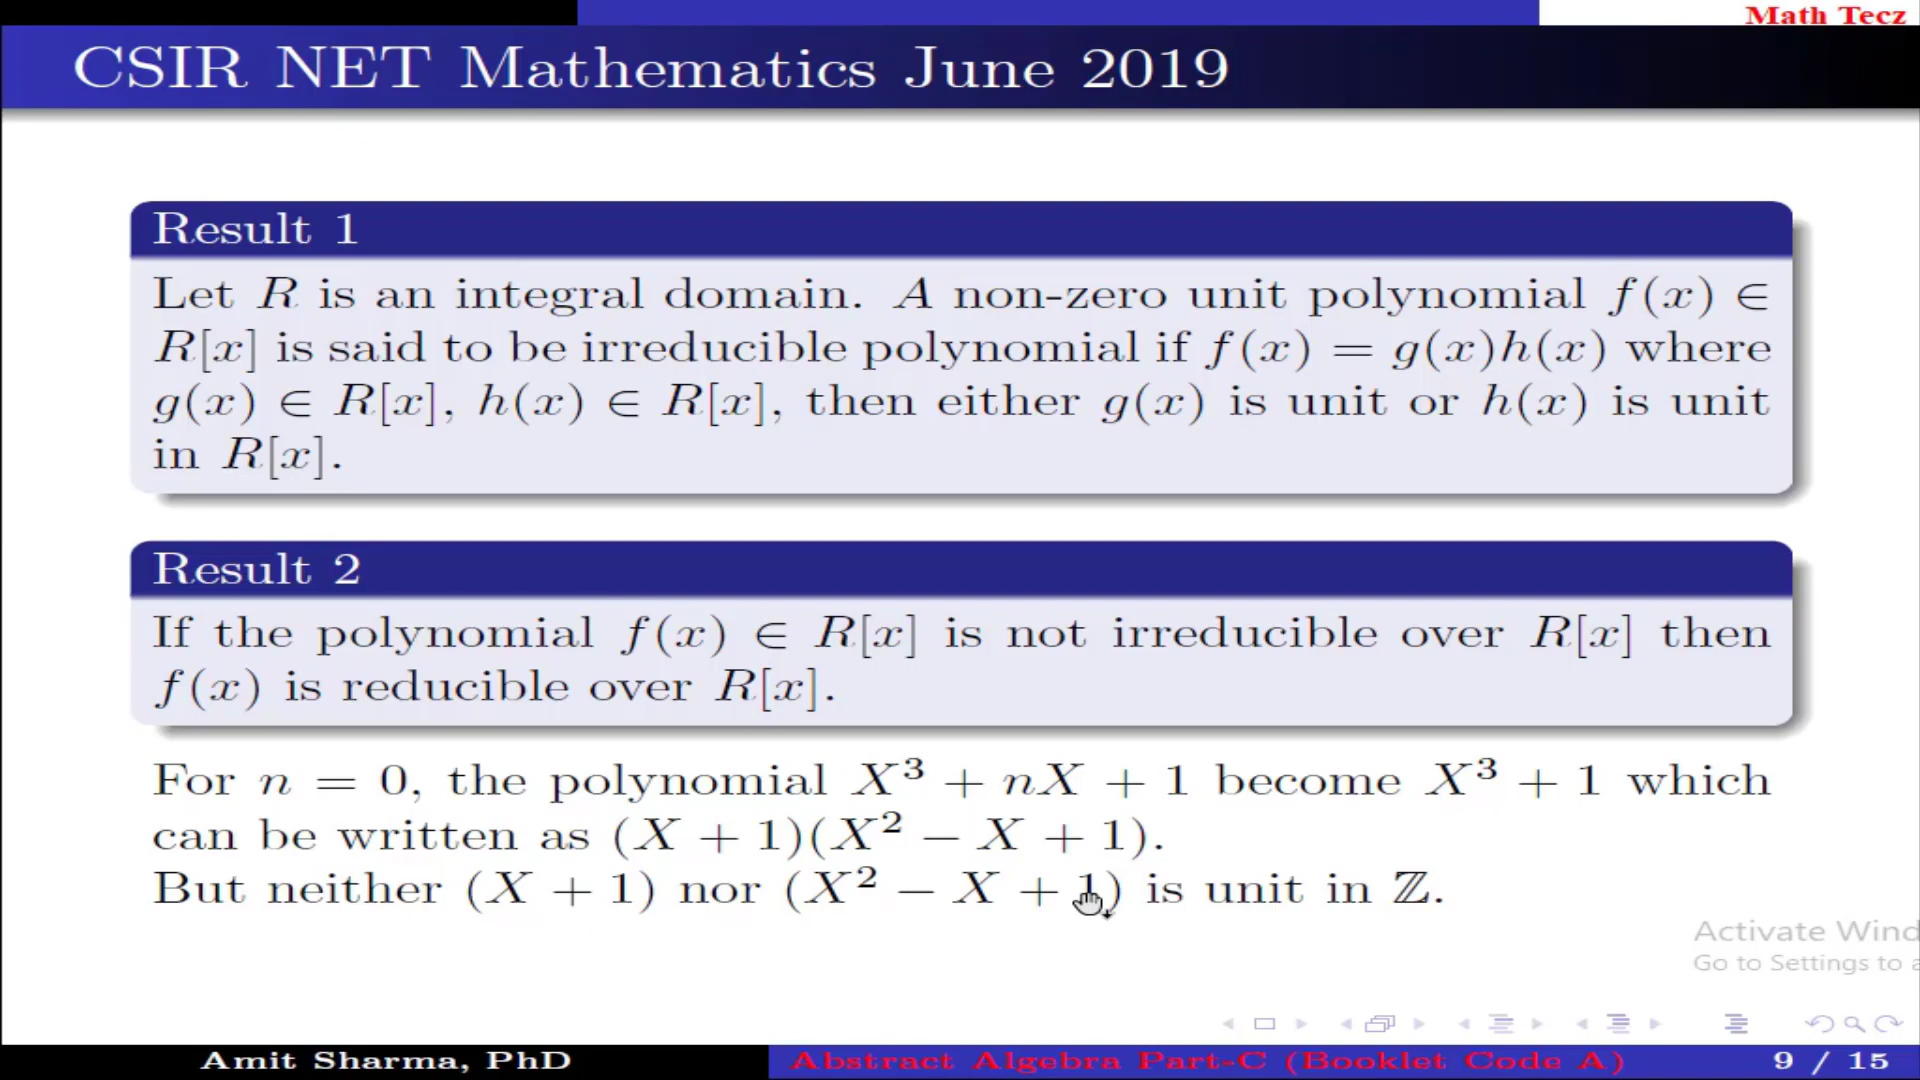 Math Tecz
CSIR NET Mathematics June 2019
Result 1
Let R is an integral domain. A non-zero unit polynomial f(x) ∈
R[x] is said to be irreducible polynomial if f(x) = g(x)h(x) where
g(x) ∈ R[x], h(x) ∈ R[x], then either g(x) is unit or h(x) is unit
in R[x].
Result 2
If the polynomial f(x) ∈ R[x] is not irreducible over R[x] then
f(x) is reducible over R[x].
For n = 0, the polynomial X³ + nX + 1 become X³ + 1 which
can be written as (X + 1)(X² − X + 1).
But neither (X + 1) nor (X² − X + 1) is unit in ℤ.
Activate Wind
Go to Settings to a
Amit Sharma, PhD
Abstract Algebra Part-C (Booklet Code A)
9 / 15